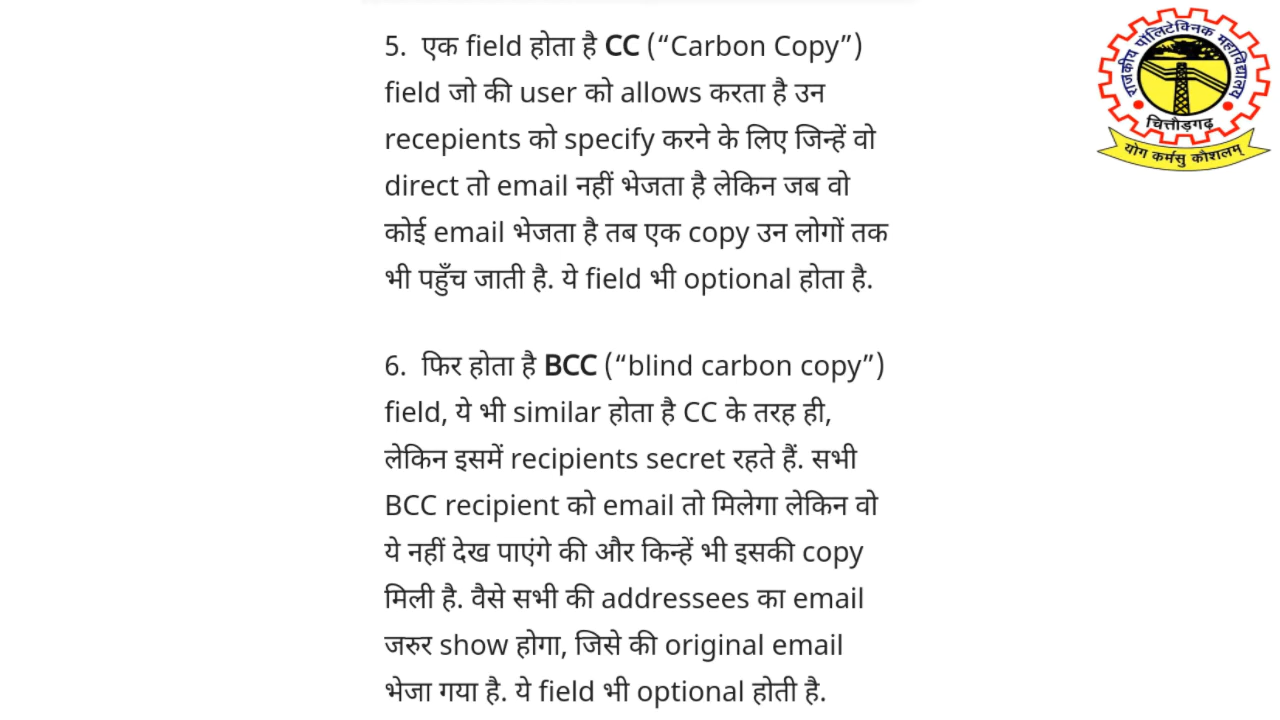 5. एक field होता है CC (“Carbon Copy”)
field जो की user को allows करता है उन
recepients को specify करने के लिए जिन्हें वो
direct तो email नहीं भेजता है लेकिन जब वो
कोई email भेजता है तब एक copy उन लोगों तक
भी पहुँच जाती है. ये field भी optional होता है.
6. फिर होता है BCC (“blind carbon copy”)
field, ये भी similar होता है CC के तरह ही,
लेकिन इसमें recipients secret रहते हैं. सभी
BCC recipient को email तो मिलेगा लेकिन वो
ये नहीं देख पाएंगे की और किन्हें भी इसकी copy
मिली है. वैसे सभी की addressees का email
जरुर show होगा, जिसे की original email
भेजा गया है. ये field भी optional होती है.
राजकीय पॉलिटेक्निक महाविद्यालय
चित्तौड़गढ़
योग कर्मसु कौशलम्